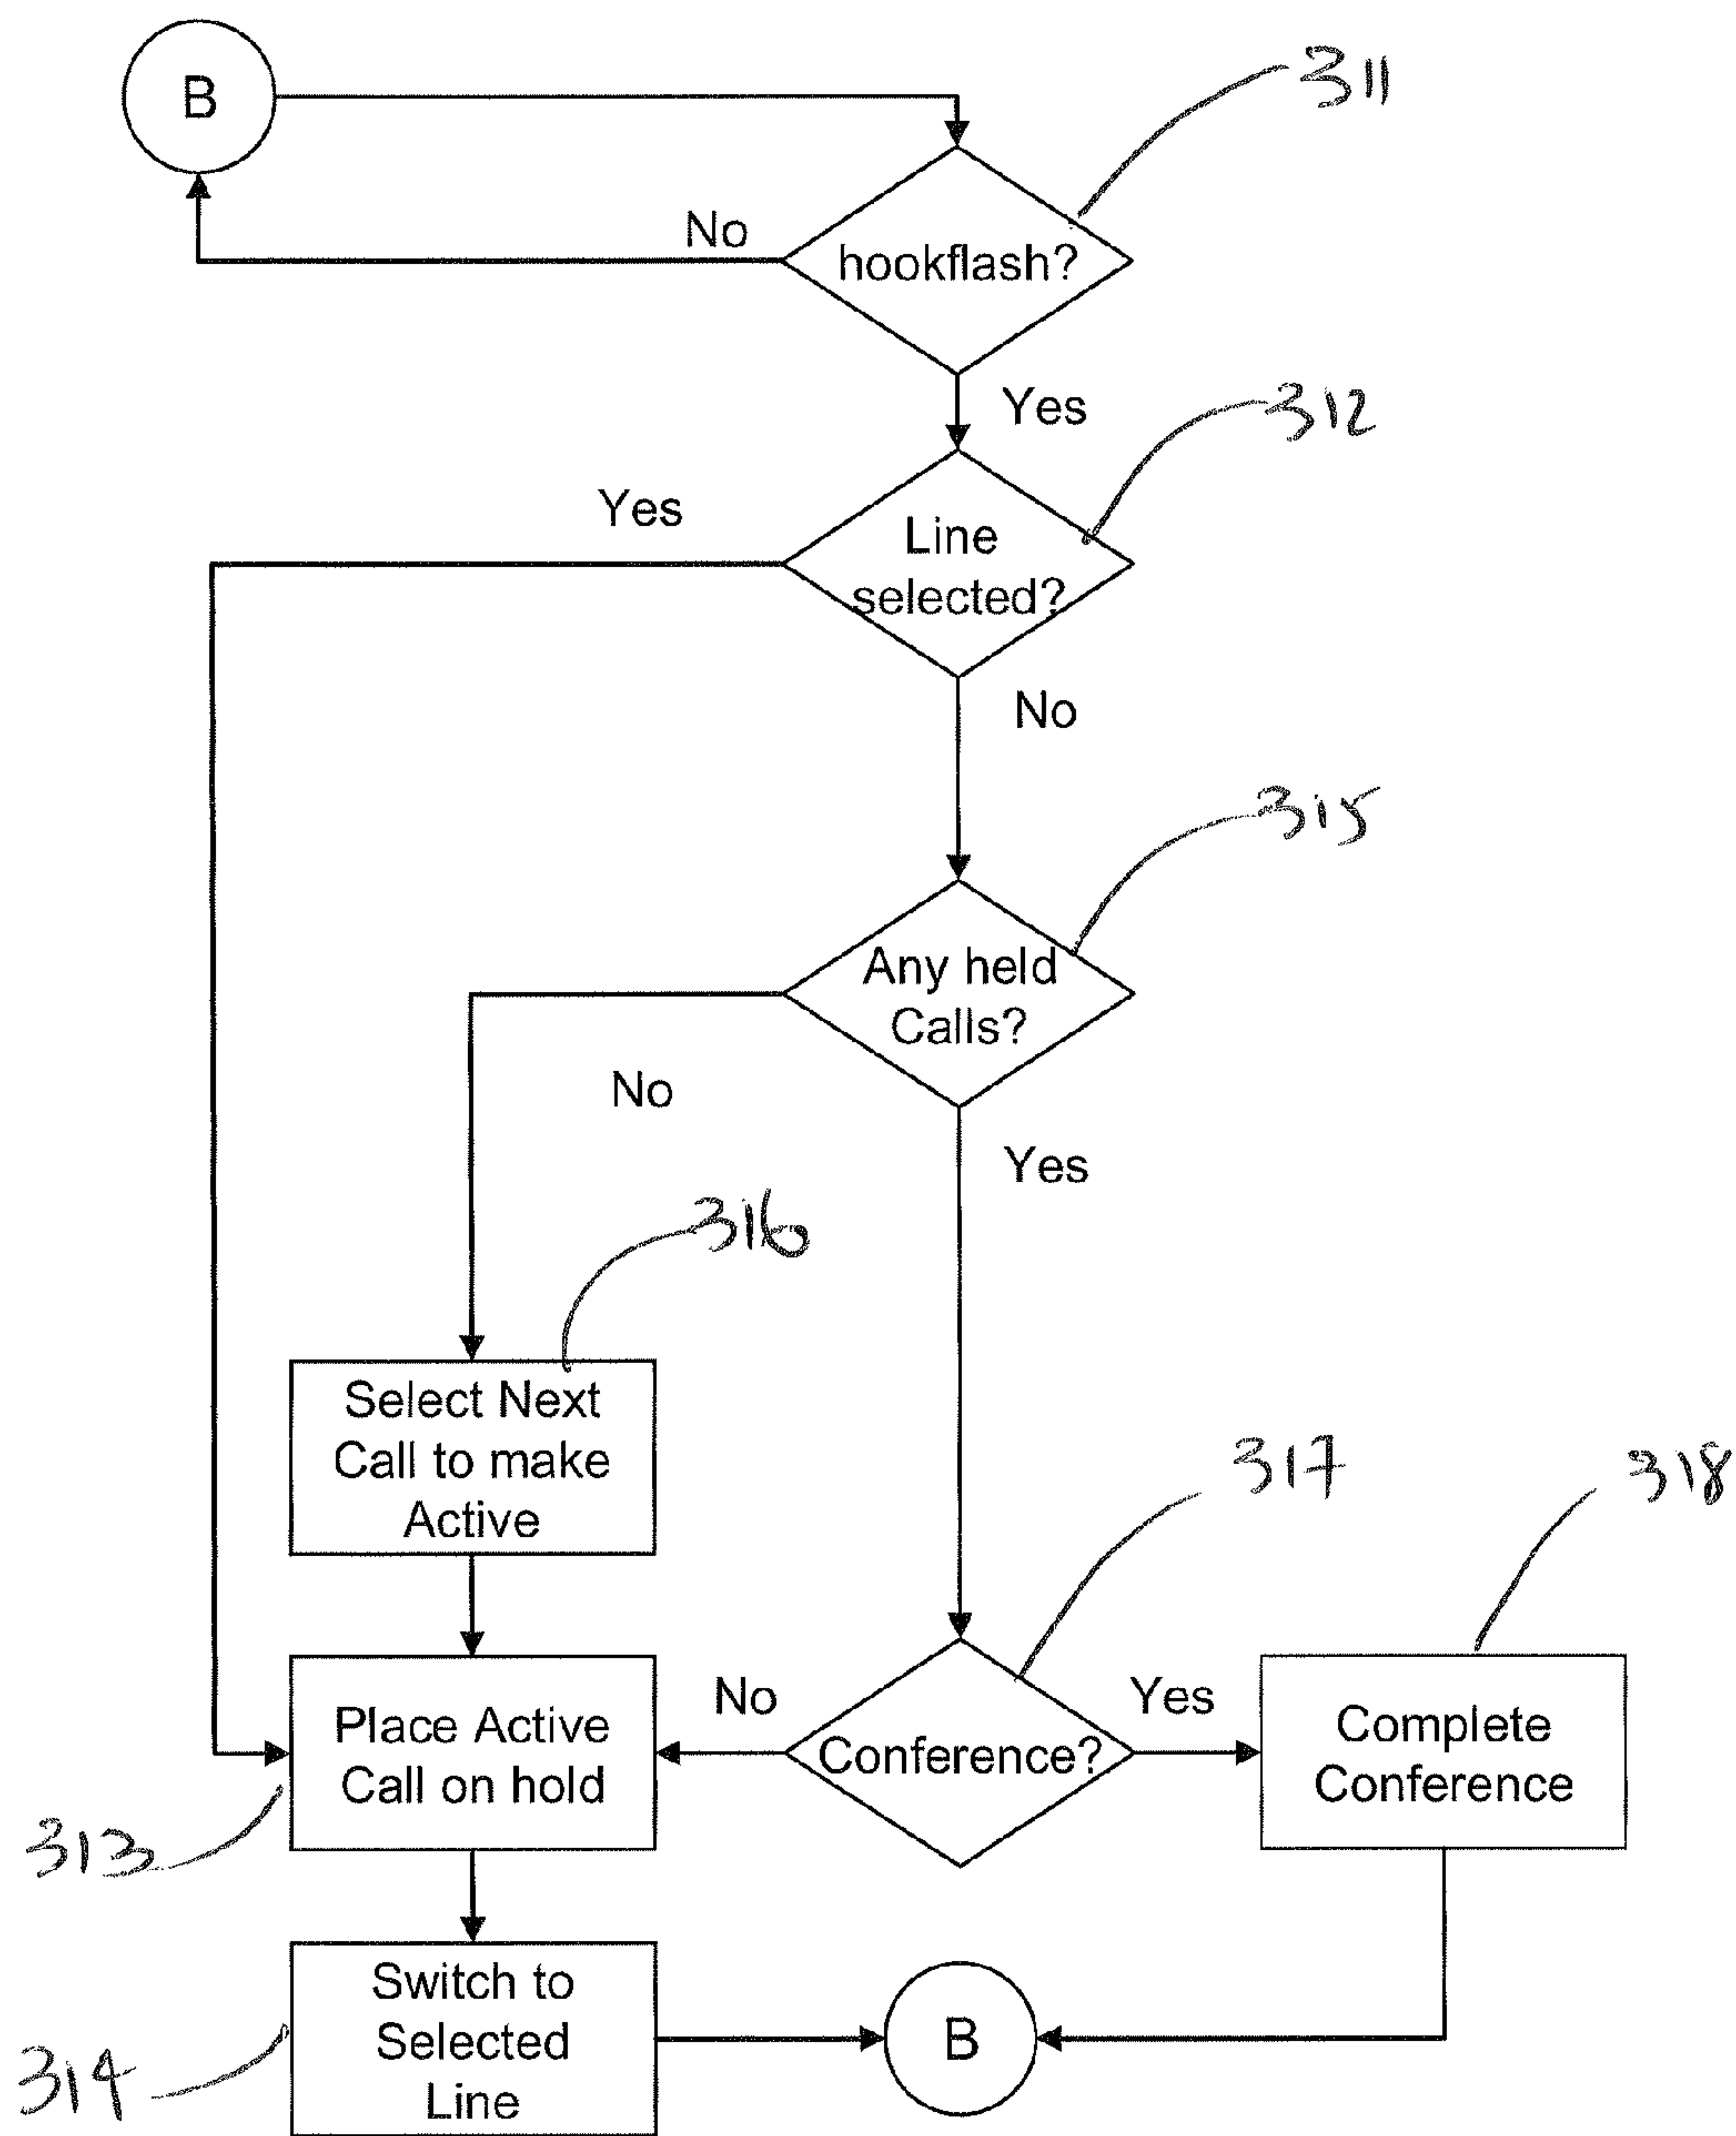 B
311
No
hookflash?
Yes
312
Yes
Line
selected?
No
315
Any held
Calls?
No
Yes
316
Select Next
Call to make
Active
317
318
No
Yes
Place Active
Call on hold
Conference?
Complete
Conference
313
Switch to
Selected
Line
B
314